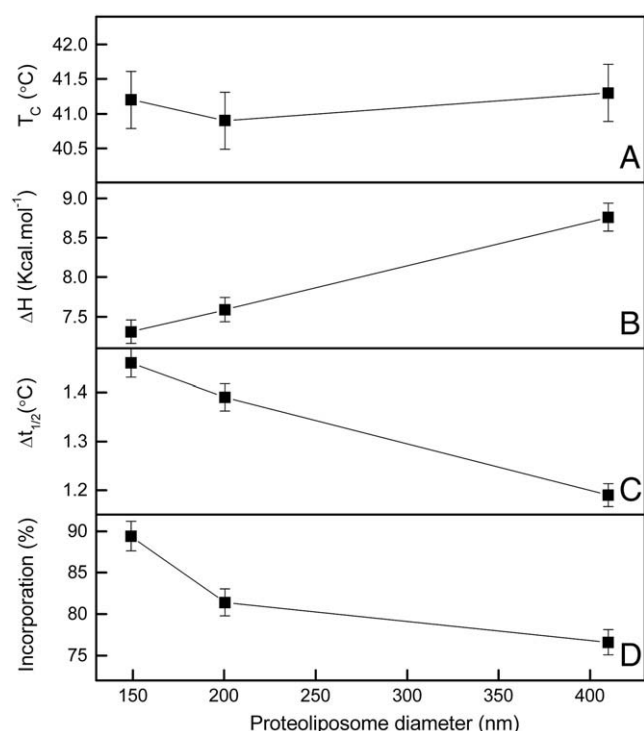 T_C (°C)
42.0
41.5
41.0
40.5
A
ΔH (Kcal.mol⁻¹)
9.0
8.5
8.0
7.5
B
Δt_1/2(°C)
1.4
1.3
1.2
C
Incorporation (%)
90
85
80
75
D
150 200 250 300 350 400
Proteoliposome diameter (nm)